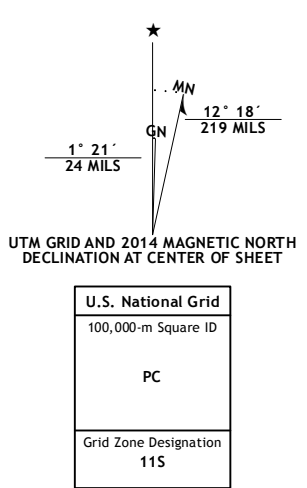 ★
MN
GN
12° 18´
219 MILS
1° 21´
24 MILS
UTM GRID AND 2014 MAGNETIC NORTH
DECLINATION AT CENTER OF SHEET
U.S. National Grid
100,000-m Square ID
PC
Grid Zone Designation
11S